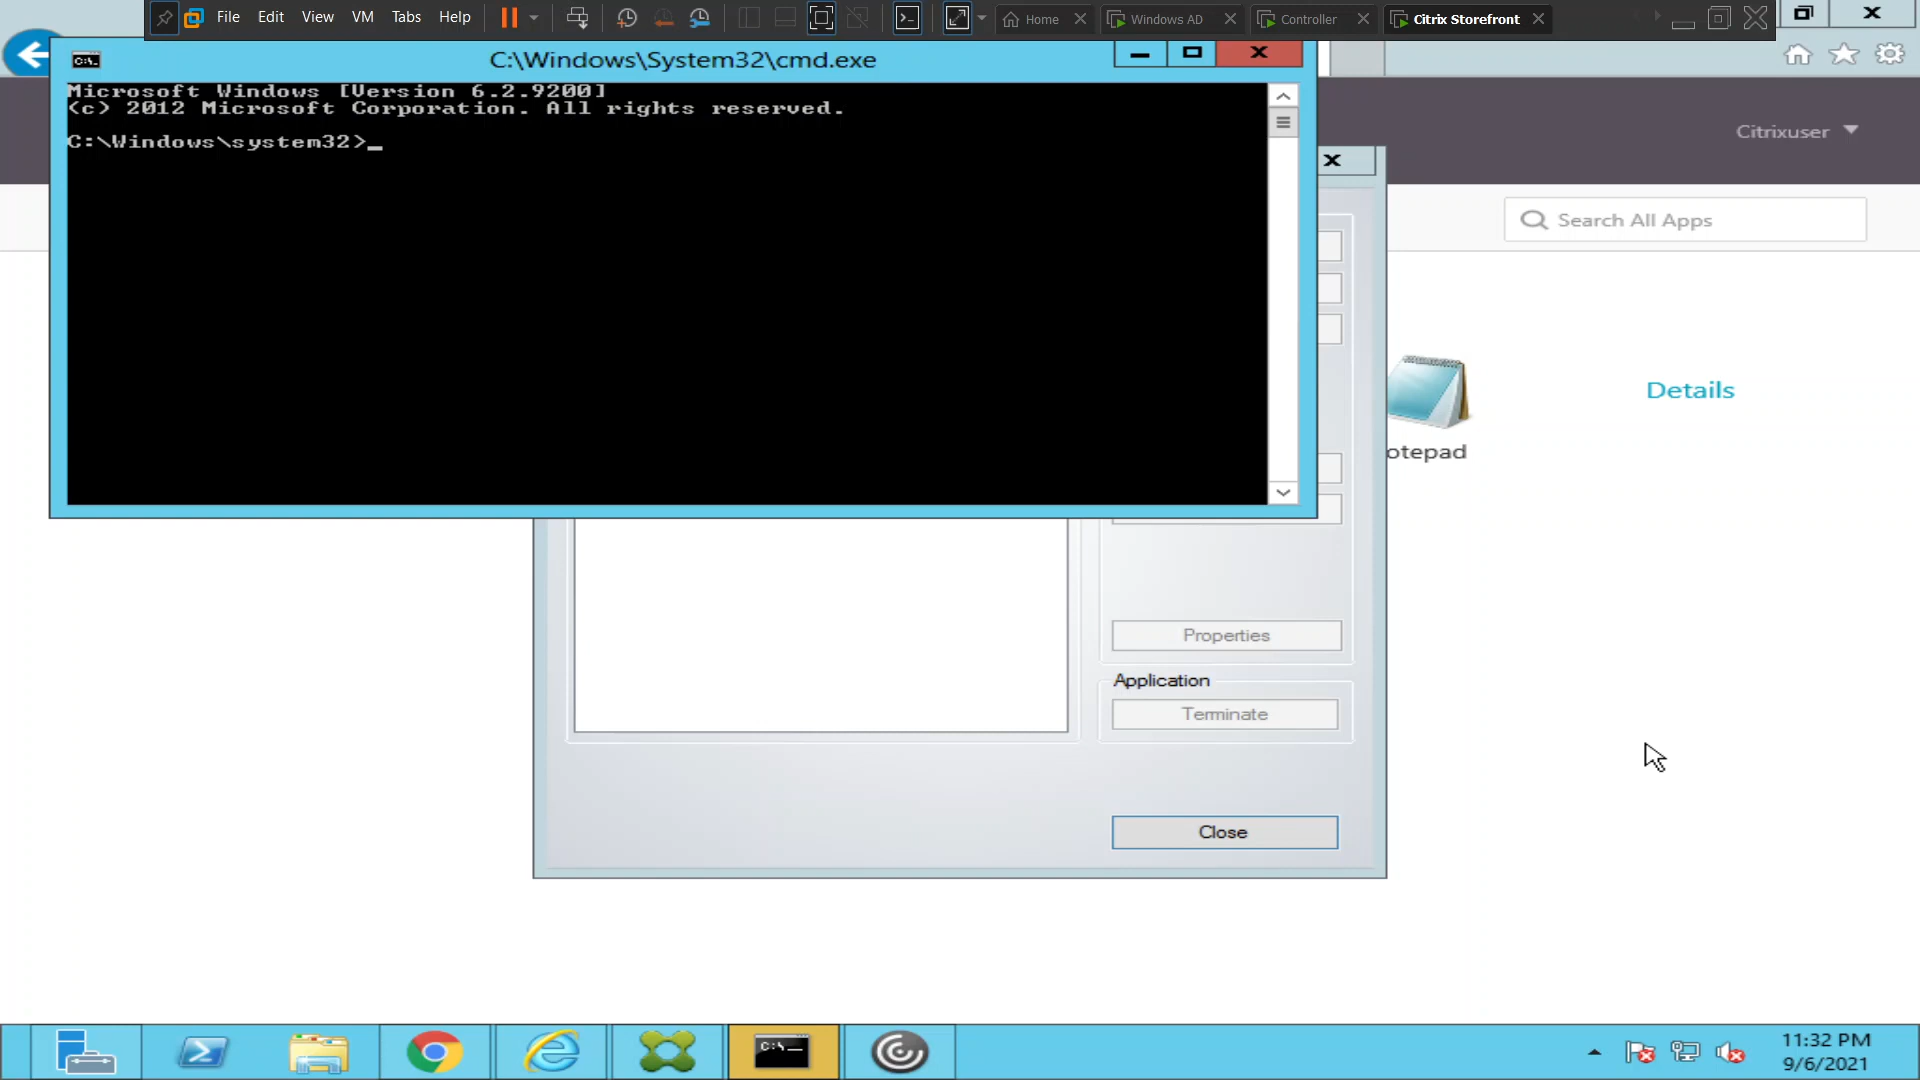 File Edit View VM Tabs Help
Home
Windows AD
Controller
Citrix Storefront
C:\Windows\System32\cmd.exe
Microsoft Windows [Version 6.2.9200]
(c) 2012 Microsoft Corporation. All rights reserved.
C:\Windows\system32>_
Citrixuser
Search All Apps
Details
otepad
Properties
Application
Terminate
Close
11:32 PM
9/6/2021